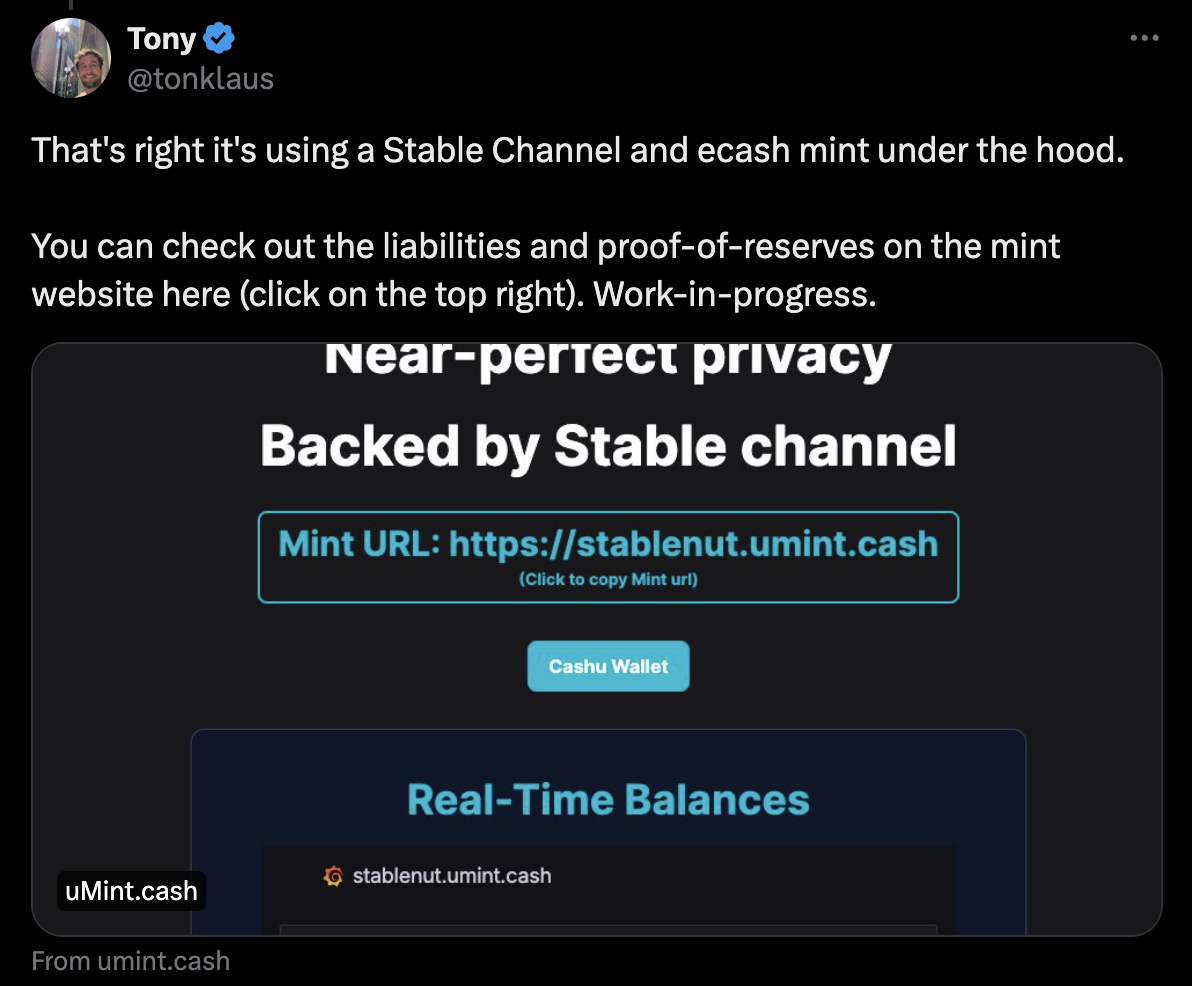 Tony
@tonklaus
That's right it's using a Stable Channel and ecash mint under the hood.
You can check out the liabilities and proof-of-reserves on the mint
website here (click on the top right). Work-in-progress.
Near-perfect privacy
Backed by Stable channel
Mint URL: https://stablenut.umint.cash
(Click to copy Mint url)
Cashu Wallet
Real-Time Balances
stablenut.umint.cash
uMint.cash
From umint.cash